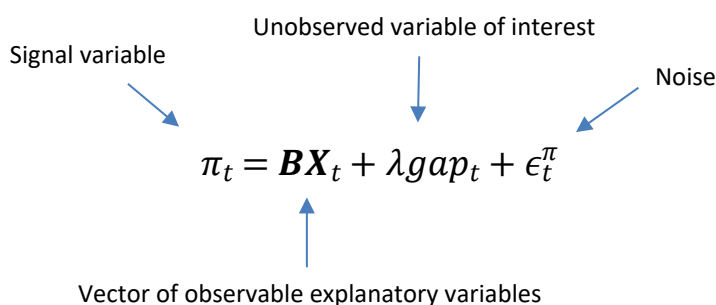 Unobserved variable of interest
Signal variable
Noise
π_t = BX_t + λgap_t + ϵ_t^π
Vector of observable explanatory variables